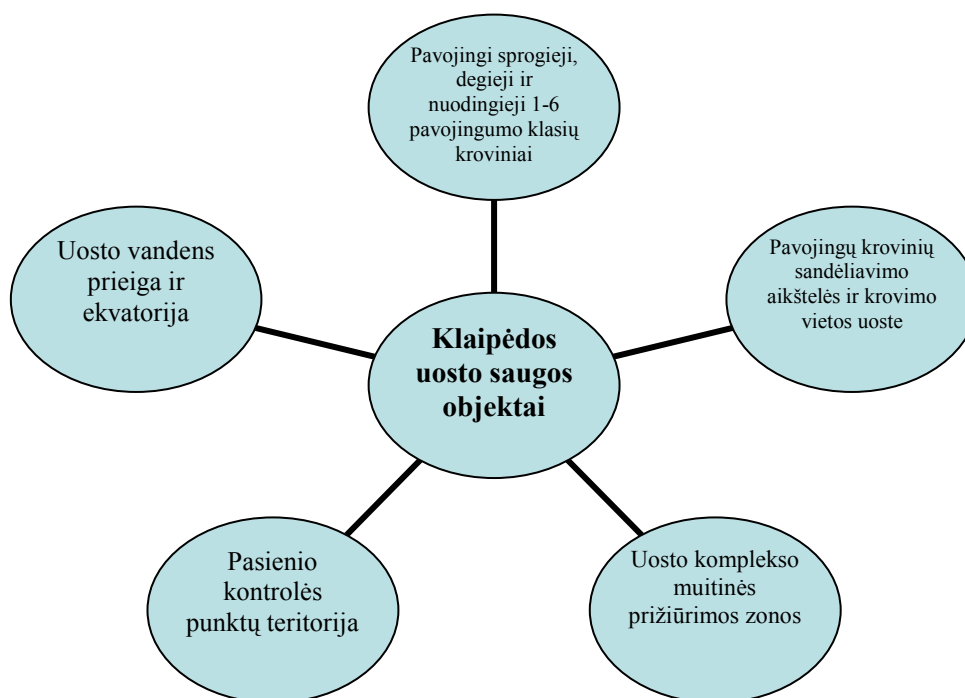 Pavojingi sprogieji,
degieji ir
nuodingieji 1-6
pavojingumo klasių
kroviniai
Uosto vandens
prieiga ir
ekvatorija
Pavojingų krovinių
sandėliavimo
aikštelės ir krovimo
vietos uoste
Klaipėdos
uosto saugos
objektai
Pasienio
kontrolės
punktų teritorija
Uosto komplekso
muitinės
prižiūrimos zonos